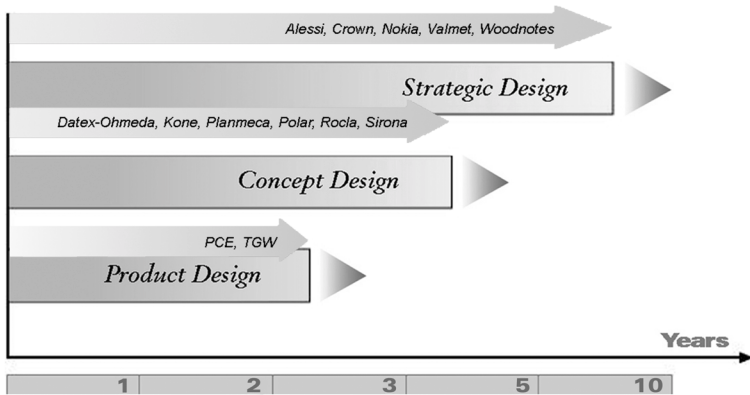 Alessi, Crown, Nokia, Valmet, Woodnotes
Strategic Design
Datex-Ohmeda, Kone, Planmeca, Polar, Rocla, Sirona
Concept Design
PCE, TGW
Product Design
Years
1 2 3 5 10